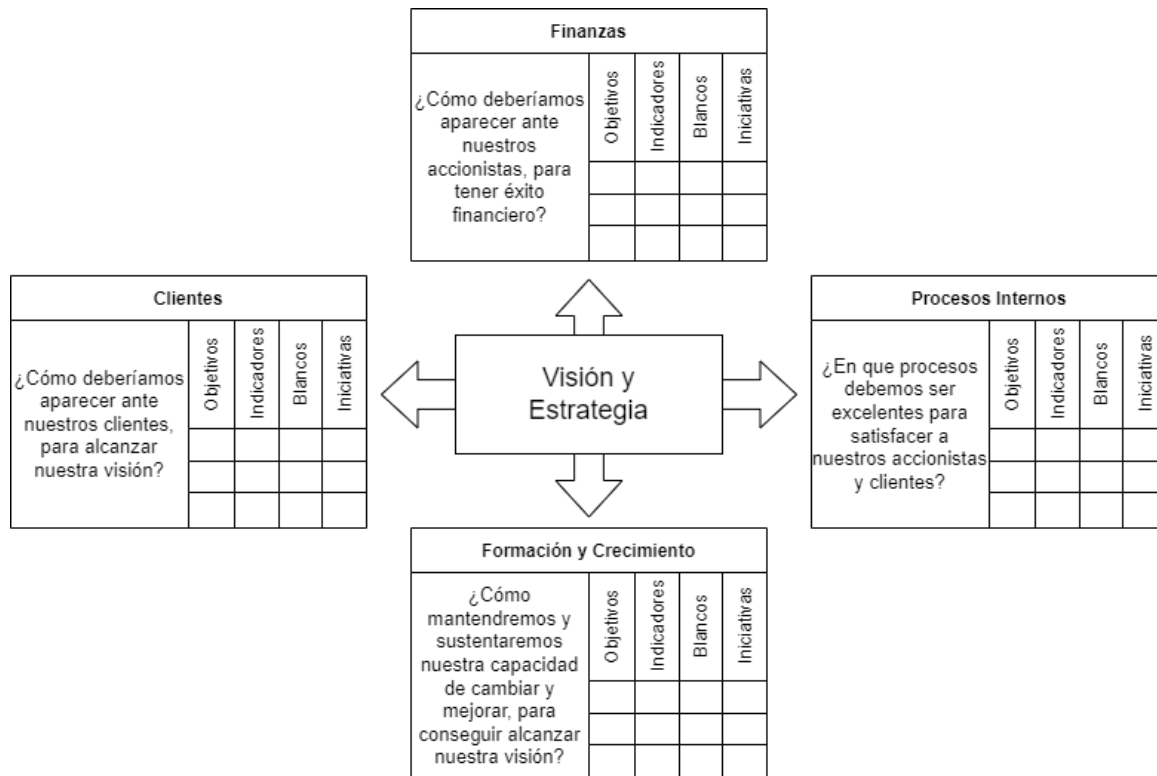 Finanzas
¿Cómo deberíamos
aparecer ante
nuestros
accionistas, para
tener éxito
financiero?
Objetivos
Indicadores
Blancos
Iniciativas
Clientes
¿Cómo deberíamos
aparecer ante
nuestros clientes,
para alcanzar
nuestra visión?
Objetivos
Indicadores
Blancos
Iniciativas
Visión y
Estrategia
Procesos Internos
¿En que procesos
debemos ser
excelentes para
satisfacer a
nuestros accionistas
y clientes?
Objetivos
Indicadores
Blancos
Iniciativas
Formación y Crecimiento
¿Cómo
mantendremos y
sustentaremos
nuestra capacidad
de cambiar y
mejorar, para
conseguir alcanzar
nuestra visión?
Objetivos
Indicadores
Blancos
Iniciativas